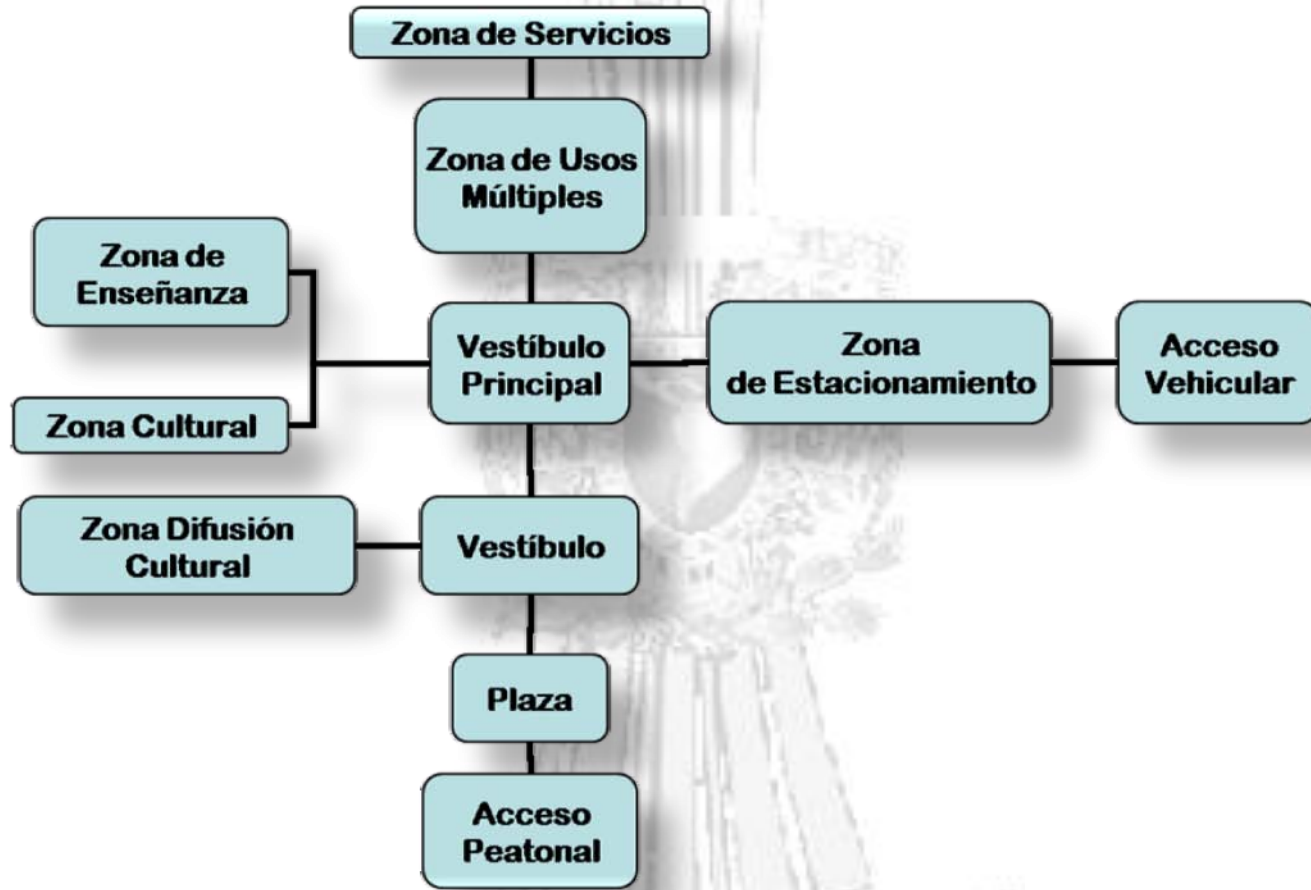 Zona de Servicios
Zona de Usos
Múltiples
Zona de
Enseñanza
Vestíbulo
Principal
Zona
de Estacionamiento
Acceso
Vehicular
Zona Cultural
Zona Difusión
Cultural
Vestíbulo
Plaza
Acceso
Peatonal